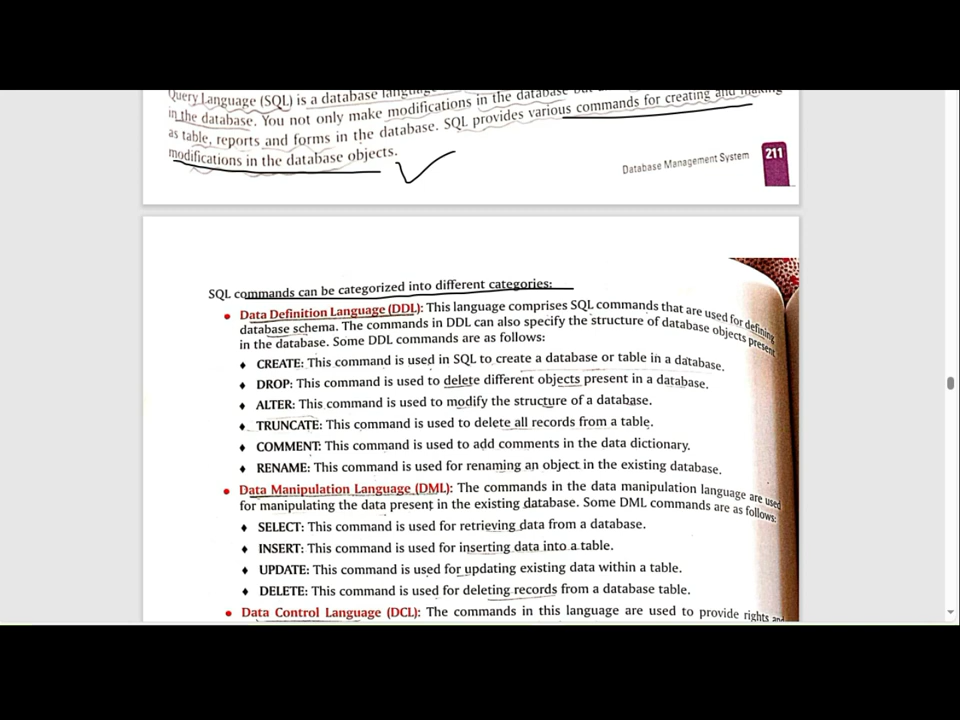 Query Language (SQL) is a database
in the database. You not only make modifications in the database
as table, reports and forms in the database. SQL provides various commands for creating and making
modifications in the database objects.
Database Management System 211
SQL commands can be categorized into different categories:
• Data Definition Language (DDL): This language comprises SQL commands that are used for defining
database schema. The commands in DDL can also specify the structure of database objects present
in the database. Some DDL commands are as follows:
♦ CREATE: This command is used in SQL to create a database or table in a database.
♦ DROP: This command is used to delete different objects present in a database.
♦ ALTER: This command is used to modify the structure of a database.
♦ TRUNCATE: This command is used to delete all records from a table.
♦ COMMENT: This command is used to add comments in the data dictionary.
♦ RENAME: This command is used for renaming an object in the existing database.
• Data Manipulation Language (DML): The commands in the data manipulation language are used
for manipulating the data present in the existing database. Some DML commands are as follows:
♦ SELECT: This command is used for retrieving data from a database.
♦ INSERT: This command is used for inserting data into a table.
♦ UPDATE: This command is used for updating existing data within a table.
♦ DELETE: This command is used for deleting records from a database table.
• Data Control Language (DCL): The commands in this language are used to provide rights and